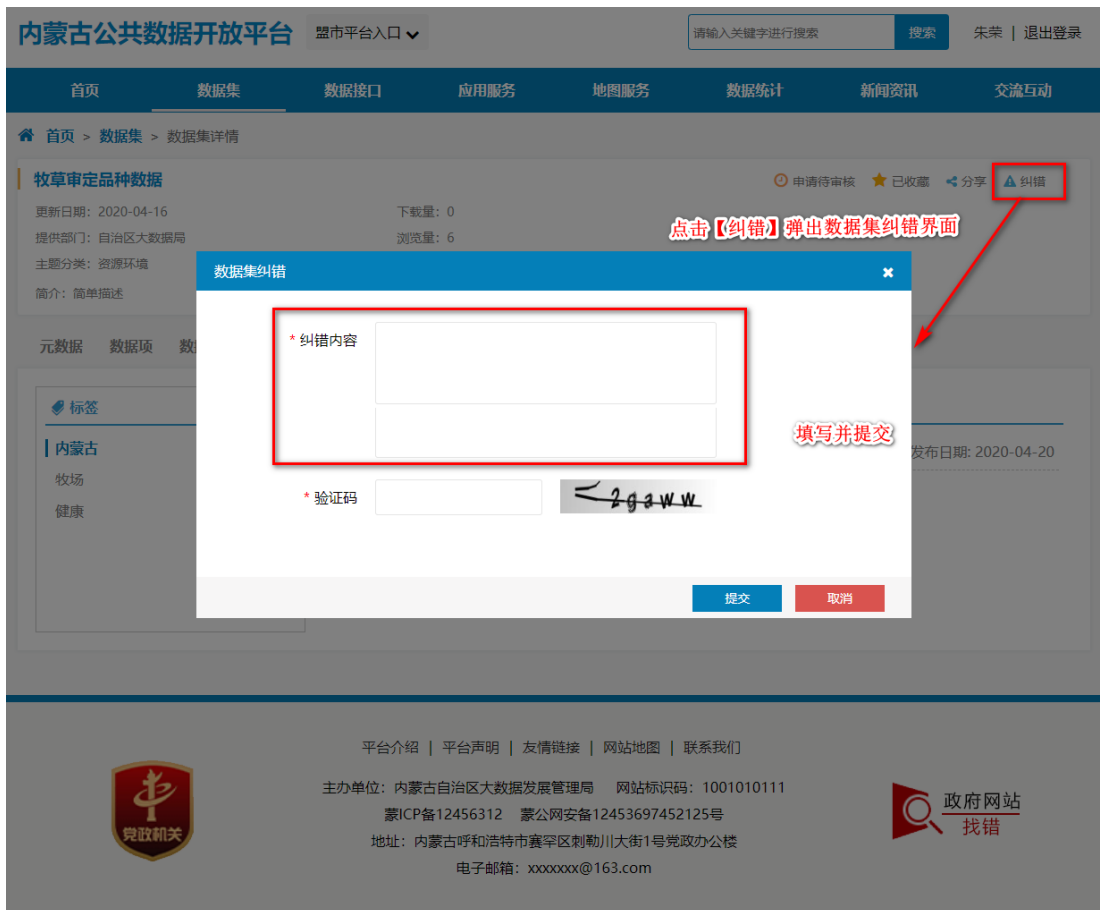 内蒙古公共数据开放平台 盟市平台入口 请输入关键字进行搜索 搜索 朱荣 | 退出登录
首页 数据集 数据接口 应用服务 地图服务 数据统计 新闻资讯 交流互动
首页 > 数据集 > 数据集详情
牧草审定品种数据 申请待审核 已收藏 分享 纠错
更新日期：2020-04-16 下载量：0
点击【纠错】弹出数据集纠错界面
提供部门：自治区大数据局 浏览量：6
主题分类：资源环境
数据集纠错
简介：简单描述
* 纠错内容
元数据 数据项 数
标签
填写并提交
内蒙古
发布日期: 2020-04-20
牧场
* 验证码 2gaww
健康
提交 取消
平台介绍 | 平台声明 | 友情链接 | 网站地图 | 联系我们
主办单位：内蒙古自治区大数据发展管理局 网站标识码：1001010111
蒙ICP备12456312 蒙公网安备12453697452125号
地址：内蒙古呼和浩特市赛罕区敕勒川大街1号党政办公楼
电子邮箱：xxxxxxx@163.com
党政机关
政府网站
找错